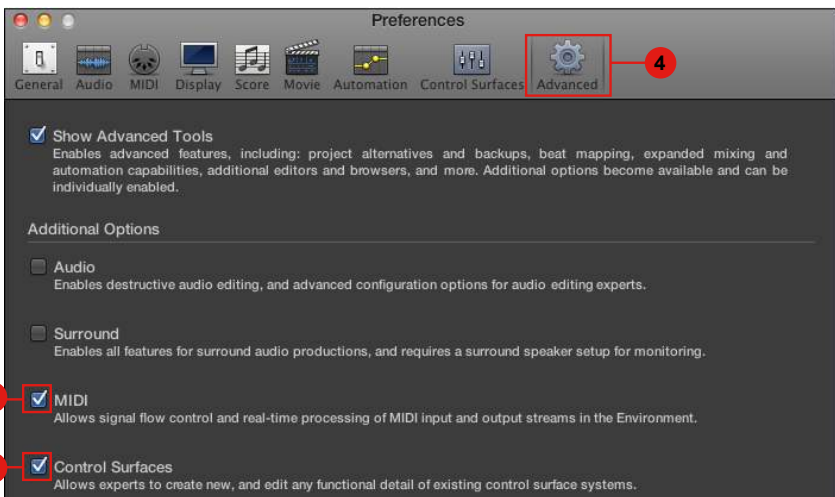 Preferences
General Audio MIDI Display Score Movie Automation Control Surfaces Advanced
4
Show Advanced Tools
Enables advanced features, including: project alternatives and backups, beat mapping, expanded mixing and
automation capabilities, additional editors and browsers, and more. Additional options become available and can be
individually enabled.
Additional Options
Audio
Enables destructive audio editing, and advanced configuration options for audio editing experts.
Surround
Enables all features for surround audio productions, and requires a surround speaker setup for monitoring.
MIDI
Allows signal flow control and real-time processing of MIDI input and output streams in the Environment.
Control Surfaces
Allows experts to create new, and edit any functional detail of existing control surface systems.